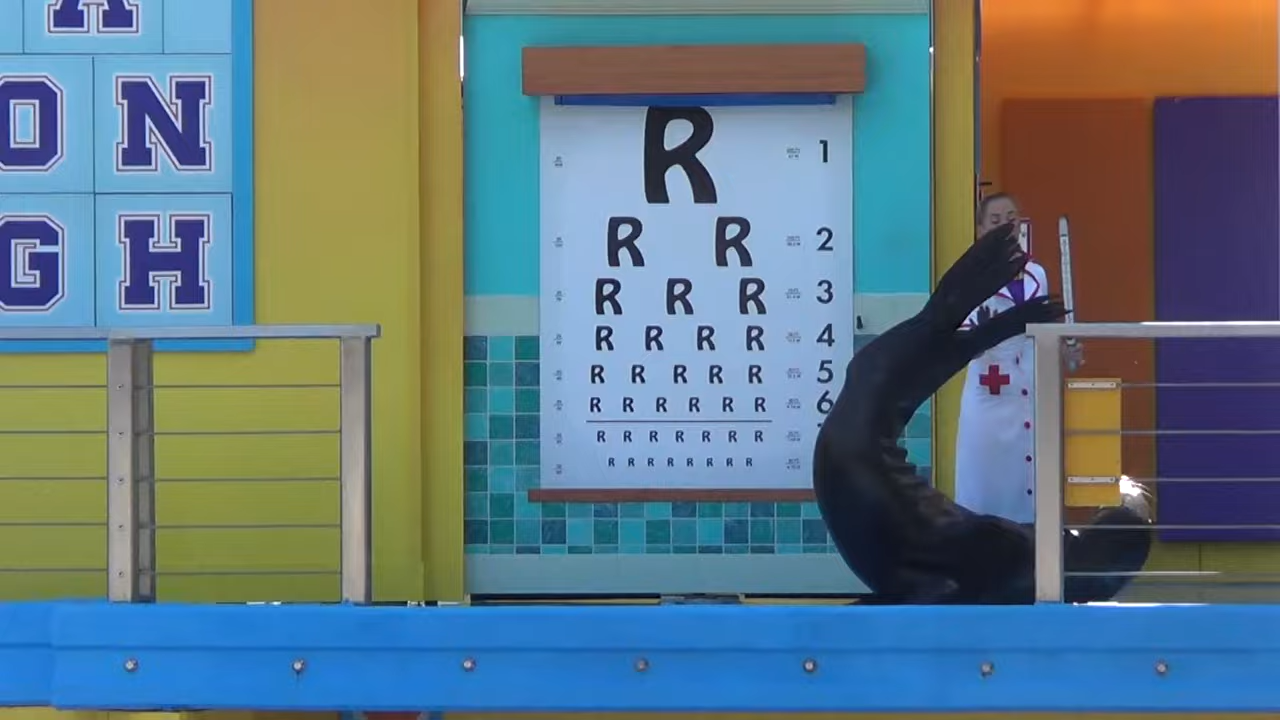 A
O N
G H
R 1
R R 2
R R R 3
R R R R 4
R R R R R 5
R R R R R R 6
R R R R R R R
R R R R R R R R